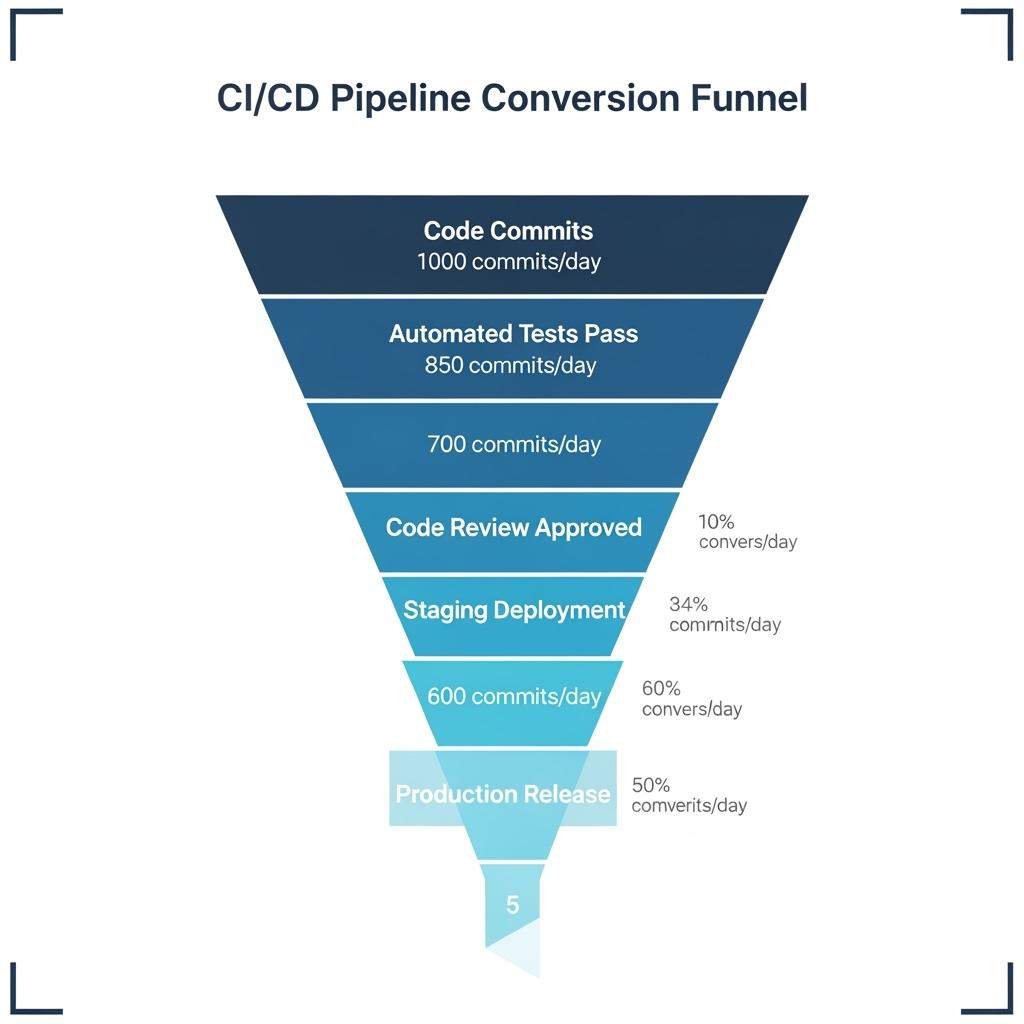 CI/CD Pipeline Conversion Funnel
Code Commits
1000 commits/day
Automated Tests Pass
850 commits/day
700 commits/day
Code Review Approved
10%
convers/day
Staging Deployment
34%
commits/day
600 commits/day
60%
convers/day
Production Release
50%
comverits/day
5